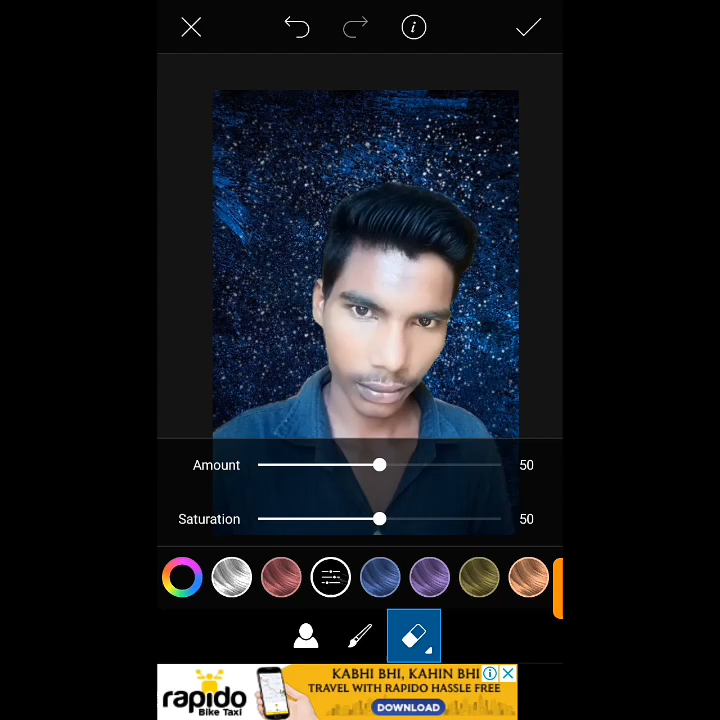 Amount 50
Saturation 50
rapido
Bike Taxi
KABHI BHI, KAHIN BHI
TRAVEL WITH RAPIDO HASSLE FREE
DOWNLOAD